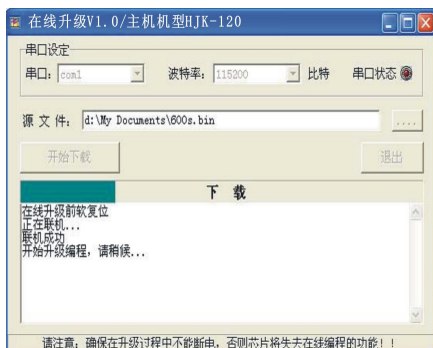 在线升级V1.0/主机机型HJK-120
串口设定
串口: com1 波特率: 115200 比特 串口状态
源 文 件: d:\My Documents\600s.bin ....
开始下载 退出
下 载
在线升级前软复位
正在联机...
联机成功
开始升级编程，请稍候...
请注意：确保在升级过程中不能断电，否则芯片将失去在线编程的功能！！